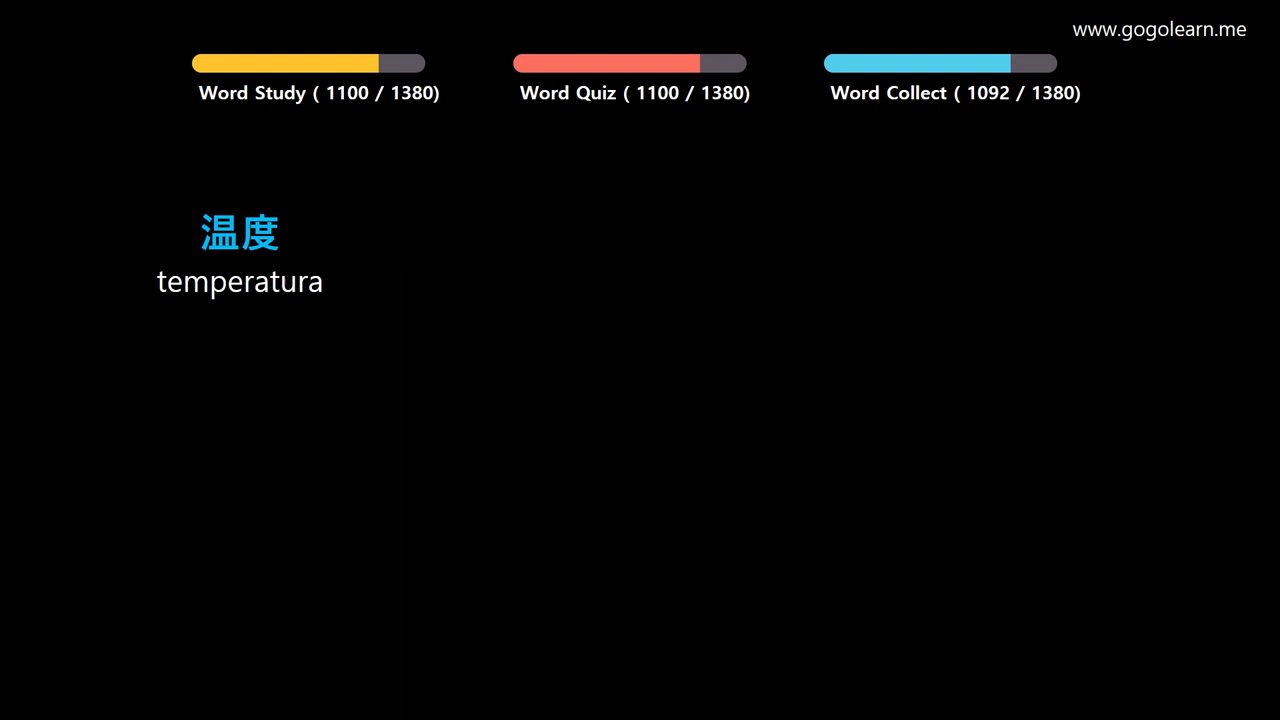 www.gogolearn.me
Word Study ( 1100 / 1380)
Word Quiz ( 1100 / 1380)
Word Collect ( 1092 / 1380)
温度
temperatura